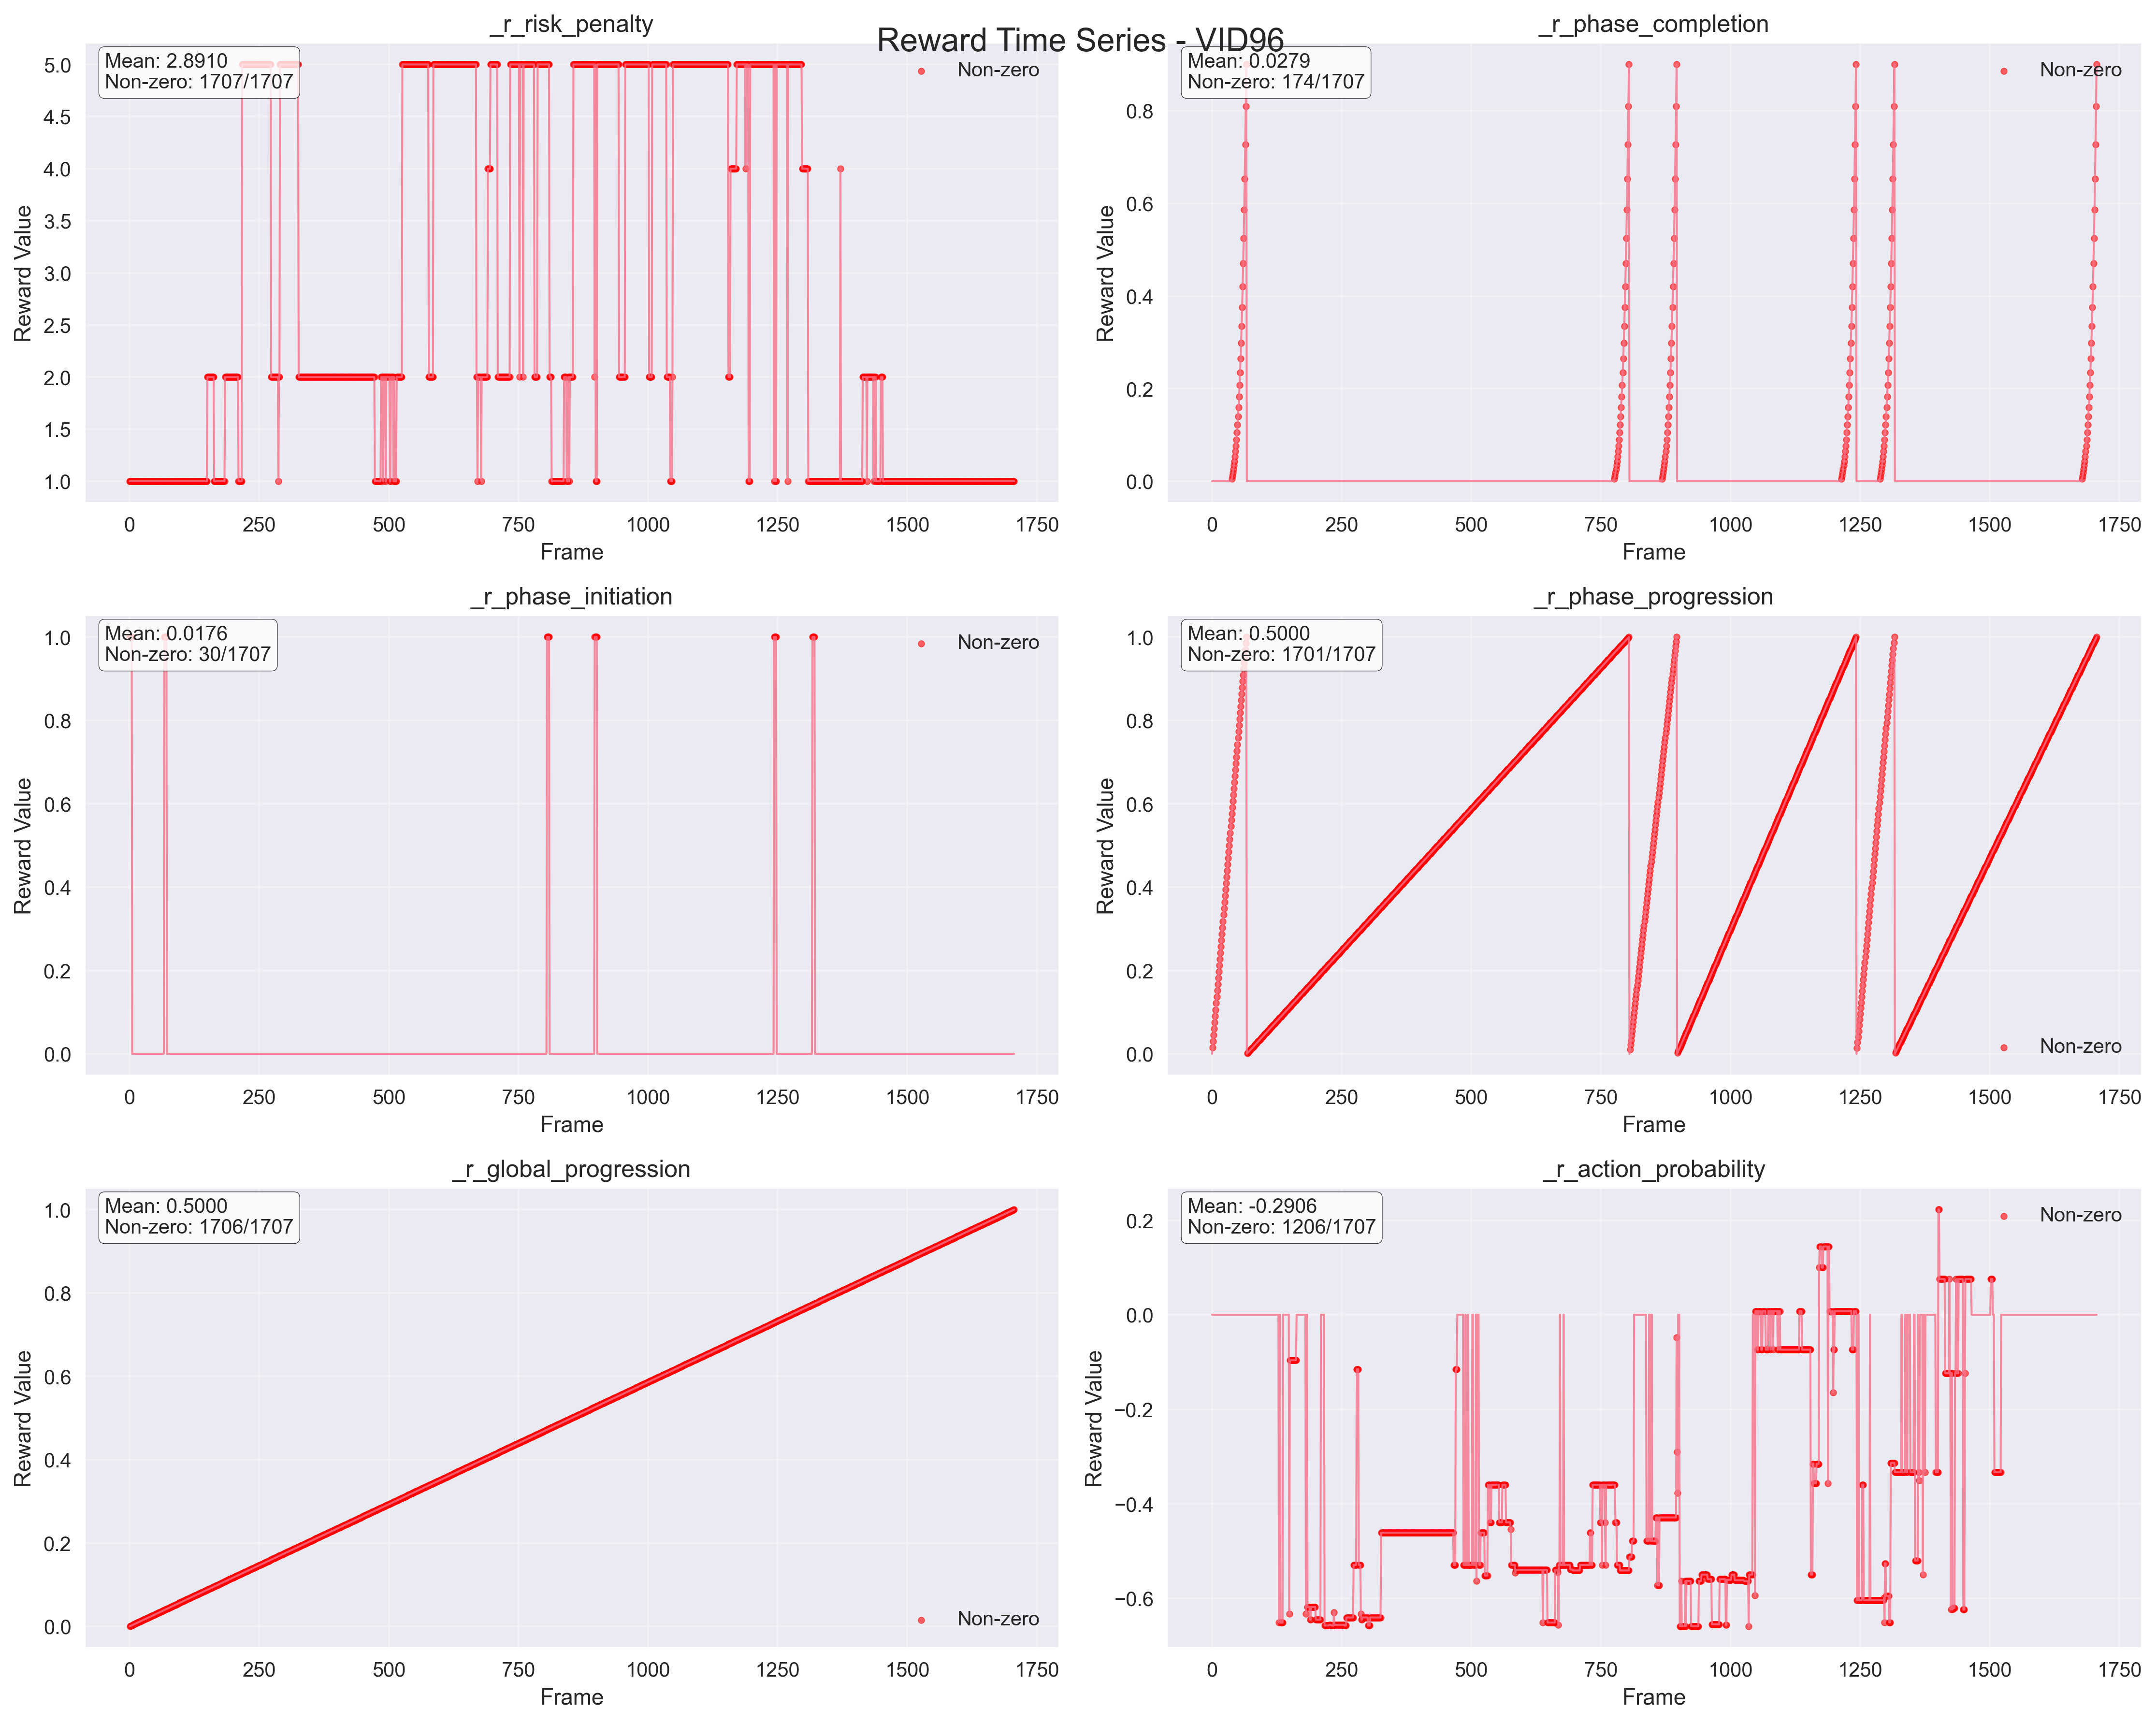 Reward Time Series - VID96
_r_risk_penalty
Mean: 2.8910
Non-zero: 1707/1707
Non-zero
5.0
4.5
4.0
3.5
3.0
2.5
2.0
1.5
1.0
Reward Value
0 250 500 750 1000 1250 1500 1750
Frame
_r_phase_completion
Mean: 0.0279
Non-zero: 174/1707
Non-zero
0.8
0.6
0.4
0.2
0.0
Reward Value
0 250 500 750 1000 1250 1500 1750
Frame
_r_phase_initiation
Mean: 0.0176
Non-zero: 30/1707
Non-zero
1.0
0.8
0.6
0.4
0.2
0.0
Reward Value
0 250 500 750 1000 1250 1500 1750
Frame
_r_phase_progression
Mean: 0.5000
Non-zero: 1701/1707
Non-zero
1.0
0.8
0.6
0.4
0.2
0.0
Reward Value
0 250 500 750 1000 1250 1500 1750
Frame
_r_global_progression
Mean: 0.5000
Non-zero: 1706/1707
Non-zero
1.0
0.8
0.6
0.4
0.2
0.0
Reward Value
0 250 500 750 1000 1250 1500 1750
Frame
_r_action_probability
Mean: -0.2906
Non-zero: 1206/1707
Non-zero
0.2
0.0
−0.2
−0.4
−0.6
Reward Value
0 250 500 750 1000 1250 1500 1750
Frame